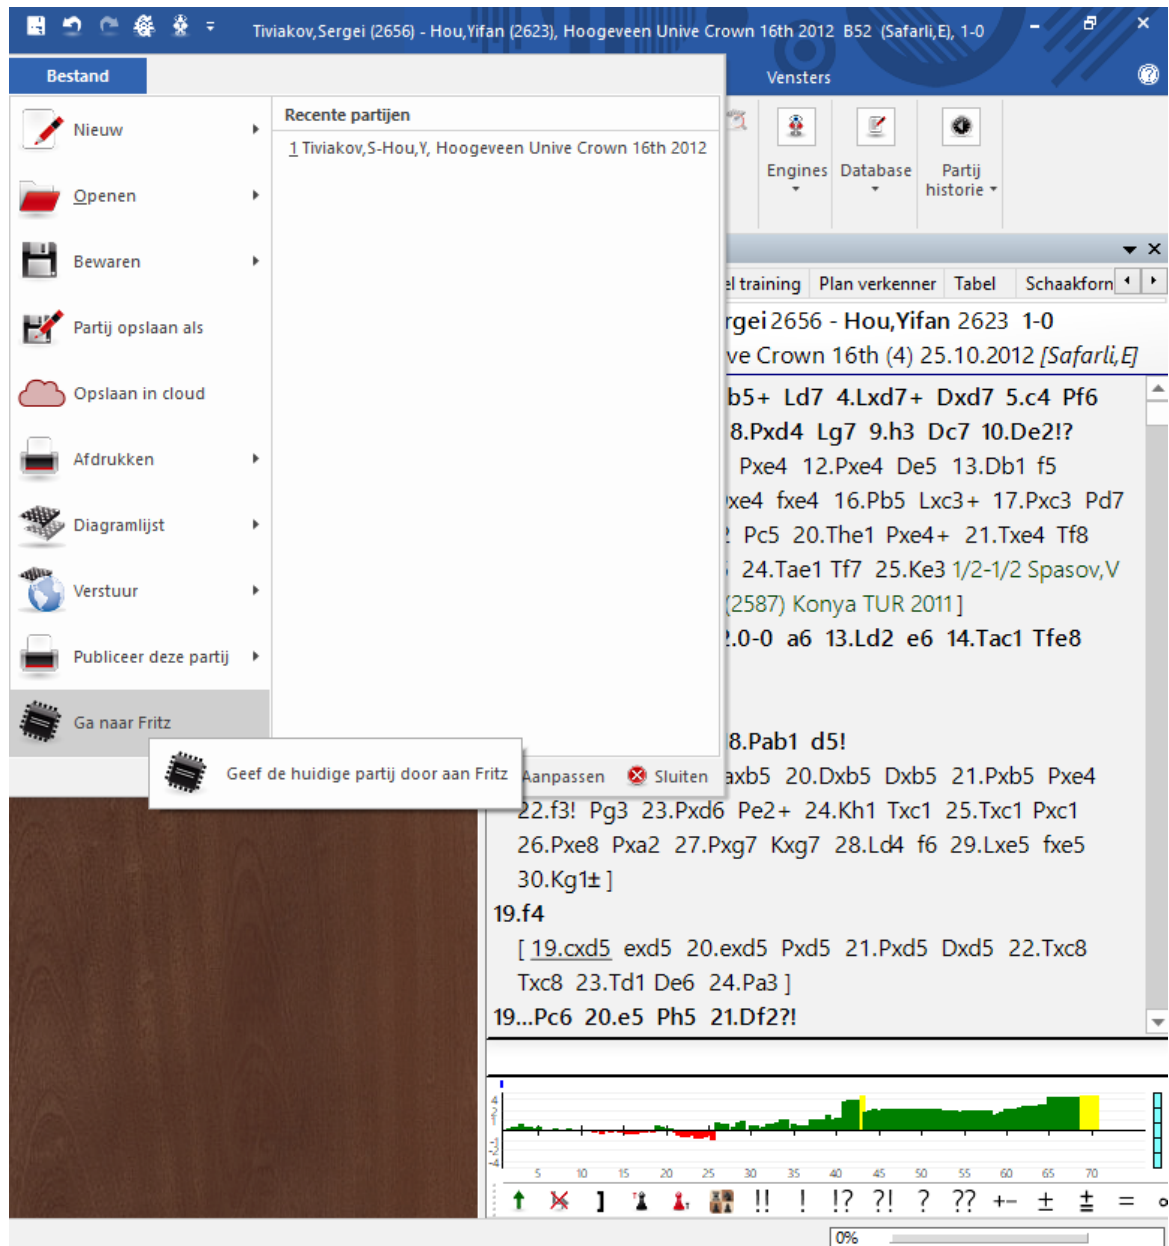 Tiviakov,Sergei (2656) - Hou,Yifan (2623), Hoogeveen Unive Crown 16th 2012 B52 (Safarli,E), 1-0
Bestand
Vensters
Nieuw
Openen
Bewaren
Partij opslaan als
Opslaan in cloud
Afdrukken
Diagramlijst
Verstuur
Publiceer deze partij
Ga naar Fritz
Recente partijen
1 Tiviakov,S-Hou,Y, Hoogeveen Unive Crown 16th 2012
Geef de huidige partij door aan Fritz
Aanpassen
Sluiten
Engines
Database
Partij
historie
el training
Plan verkenner
Tabel
Schaakforn
rgei 2656 - Hou,Yifan 2623 1-0
ve Crown 16th (4) 25.10.2012 [Safarli,E]
b5+ Ld7 4.Lxd7+ Dxd7 5.c4 Pf6
8.Pxd4 Lg7 9.h3 Dc7 10.De2!?
Pxe4 12.Pxe4 De5 13.Db1 f5
xe4 fxe4 16.Pb5 Lxc3+ 17.Pxc3 Pd7
Pc5 20.The1 Pxe4+ 21.Txe4 Tf8
24.Tae1 Tf7 25.Ke3 1/2-1/2 Spasov,V
(2587) Konya TUR 2011 ]
2.0-0 a6 13.Ld2 e6 14.Tac1 Tfe8
8.Pab1 d5!
axb5 20.Dxb5 Dxb5 21.Pxb5 Pxe4
22.f3! Pg3 23.Pxd6 Pe2+ 24.Kh1 Txc1 25.Txc1 Pxc1
26.Pxe8 Pxa2 27.Pxg7 Kxg7 28.Ld4 f6 29.Lxe5 fxe5
30.Kg1± ]
19.f4
[ 19.cxd5 exd5 20.exd5 Pxd5 21.Pxd5 Dxd5 22.Txc8
Txc8 23.Td1 De6 24.Pa3 ]
19...Pc6 20.e5 Ph5 21.Df2?!
4
2
1
-1
-2
-4
5 10 15 20 25 30 35 40 45 50 55 60 65 70
] !! ! !? ?! ? ?? +− ± ⩲ = ∞
0%